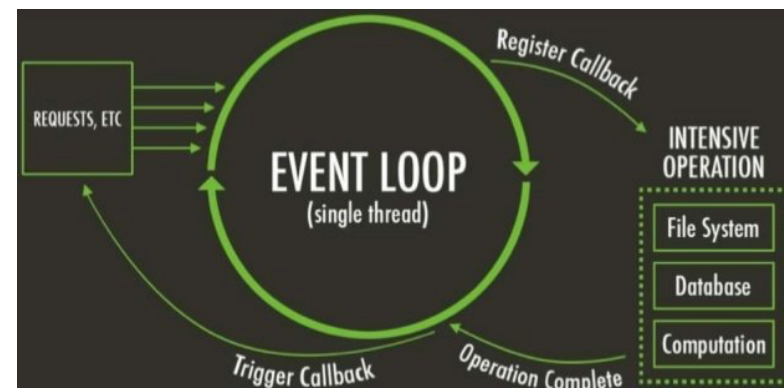 REQUESTS, ETC
Register Callback
EVENT LOOP
(single thread)
INTENSIVE
OPERATION
File System
Database
Computation
Trigger Callback
Operation Complete